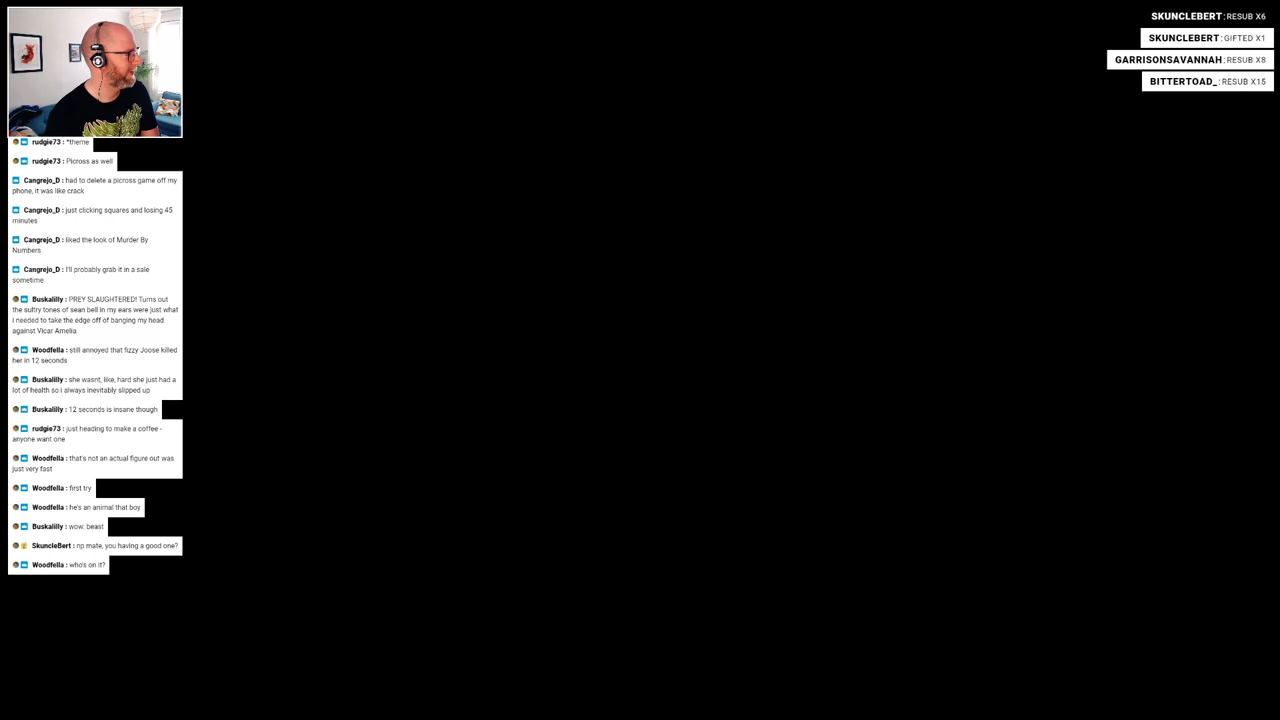 SKUNCLEBERT: RESUB X6
SKUNCLEBERT: GIFTED X1
GARRISONSAVANNAH: RESUB X8
BITTERTOAD_: RESUB X15
rudgie73 : *theme
rudgie73 : Picross as well
Cangrejo_D : had to delete a picross game off my
phone, it was like crack
Cangrejo_D : just clicking squares and losing 45
minutes
Cangrejo_D : liked the look of Murder By
Numbers
Cangrejo_D : I'll probably grab it in a sale
sometime
Buskalilly : PREY SLAUGHTERED! Turns out
the sultry tones of sean bell in my ears were just what
i needed to take the edge off of banging my head
against Vicar Amelia
Woodfella : still annoyed that fizzy Joose killed
her in 12 seconds
Buskalilly : she wasnt, like, hard she just had a
lot of health so i always inevitably slipped up
Buskalilly : 12 seconds is insane though
rudgie73 : just heading to make a coffee -
anyone want one
Woodfella : that's not an actual figure out was
just very fast
Woodfella : first try
Woodfella : he's an animal that boy
Buskalilly : wow. beast
SkuncleBert : np mate, you having a good one?
Woodfella : who's on it?